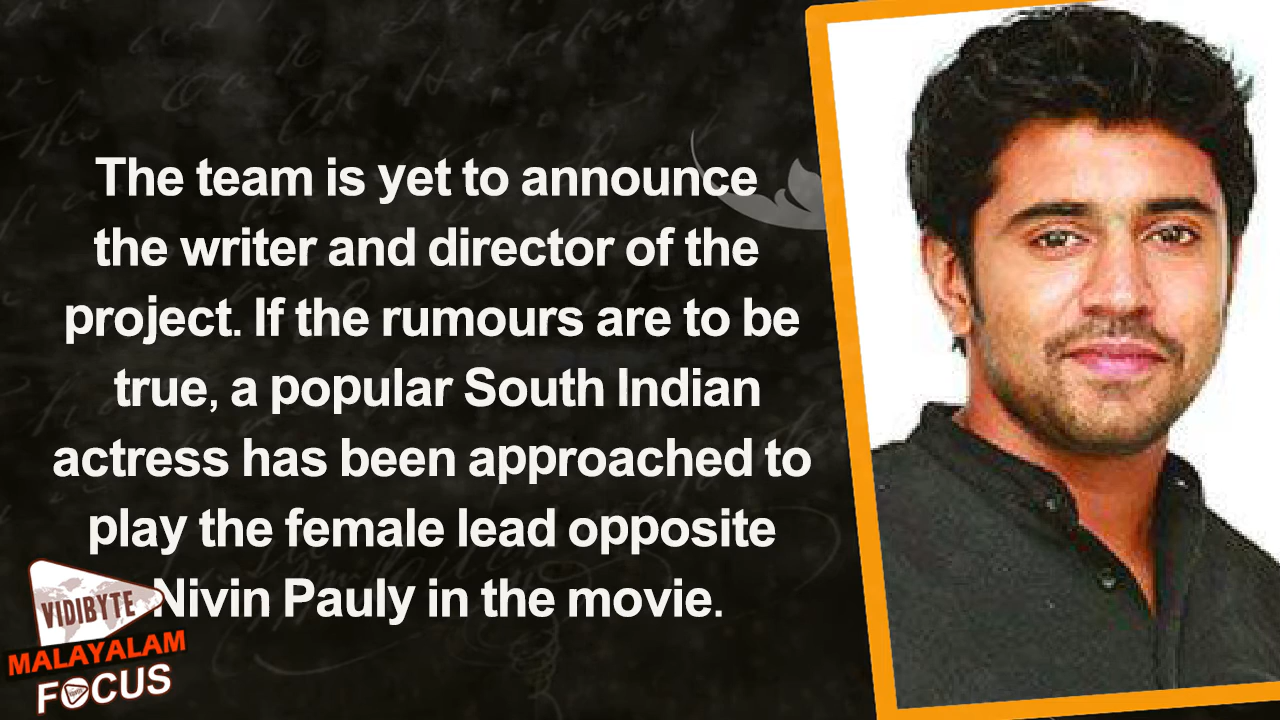 The team is yet to announce
the writer and director of the
project. If the rumours are to be
true, a popular South Indian
actress has been approached to
play the female lead opposite
Nivin Pauly in the movie.
VIDIBYTE
MALAYALAM
FOCUS